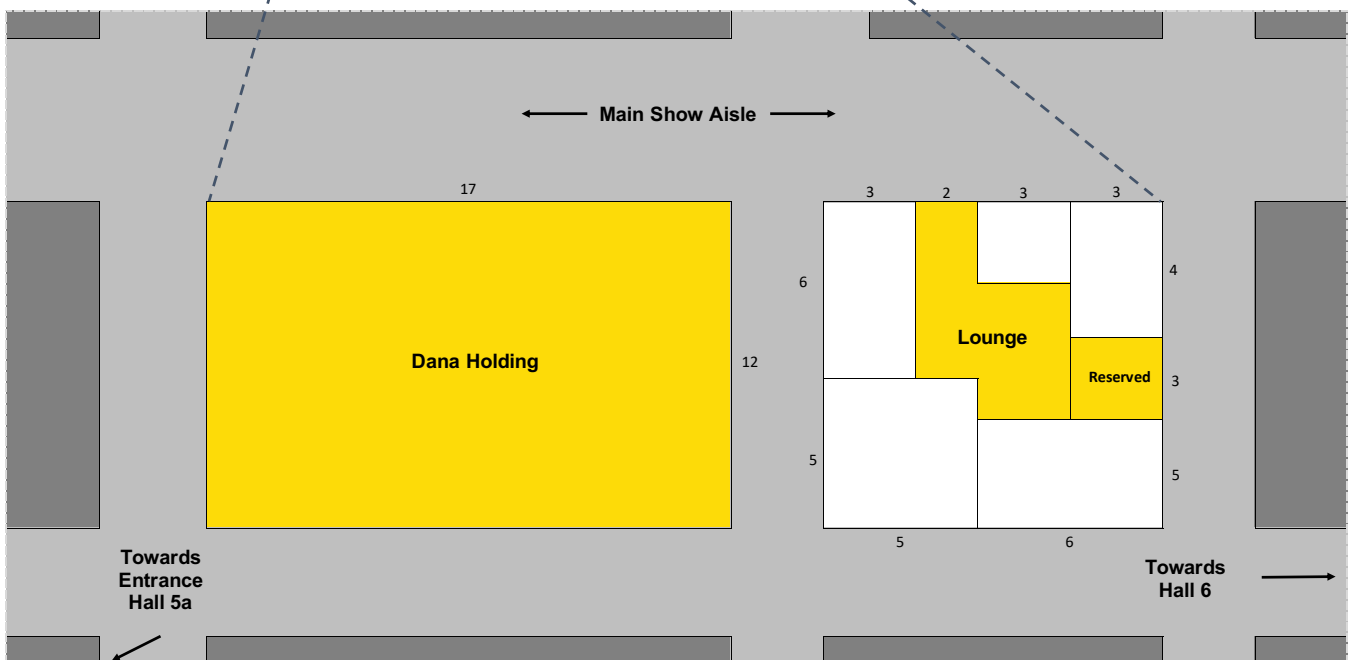 Main Show Aisle
17
3
2
3
3
6
4
Lounge
Dana Holding
12
Reserved
3
5
5
5
6
Towards
Entrance
Hall 5a
Towards
Hall 6